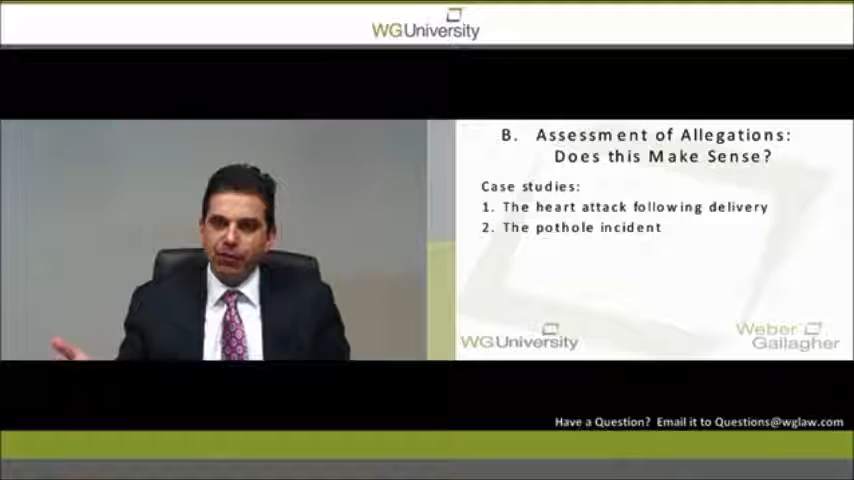 WGUniversity
B. Assessment of Allegations:
Does this Make Sense?
Case studies:
1. The heart attack following delivery
2. The pothole incident
WGUniversity
Weber
Gallagher
Have a Question? Email it to Questions@wglaw.com